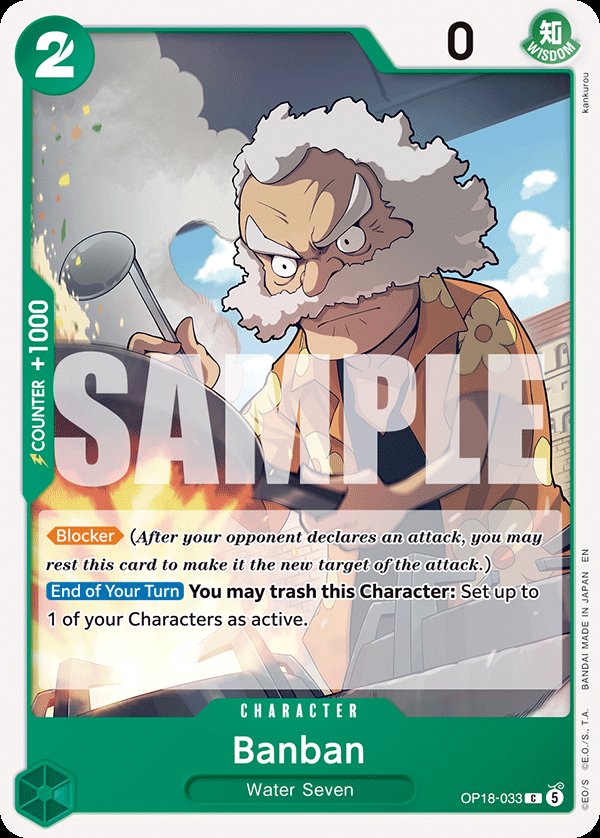 2
0
知
WISDOM
kankurou
COUNTER +1000
SAMPLE
Blocker (After your opponent declares an attack, you may
rest this card to make it the new target of the attack.)
End of Your Turn You may trash this Character: Set up to
1 of your Characters as active.
CHARACTER
Banban
Water Seven
OP18-033 C 5
©EO/S ©E.O./S., T.A. BANDAI MADE IN JAPAN EN